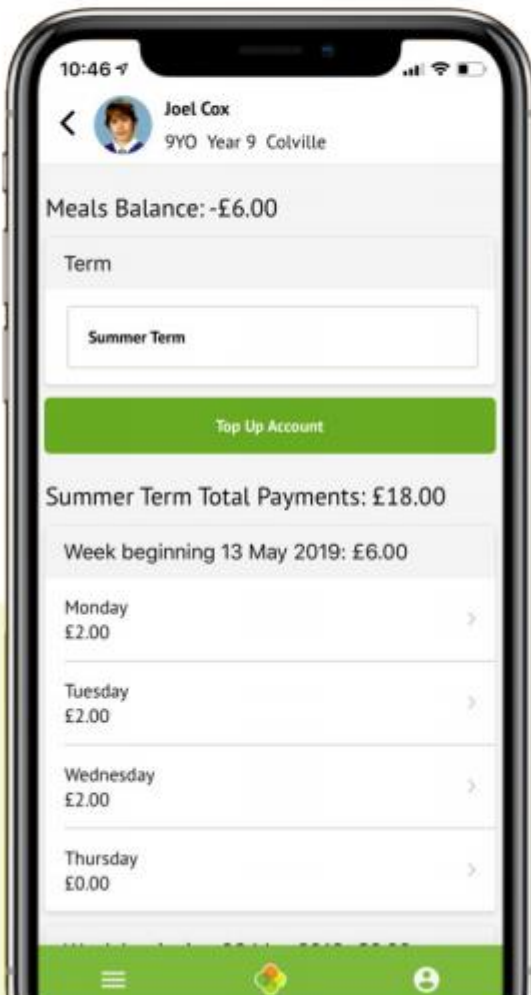 10:46
Joel Cox
9YO Year 9 Colville
Meals Balance: -£6.00
Term
Summer Term
Top Up Account
Summer Term Total Payments: £18.00
Week beginning 13 May 2019: £6.00
Monday
£2.00
Tuesday
£2.00
Wednesday
£2.00
Thursday
£0.00